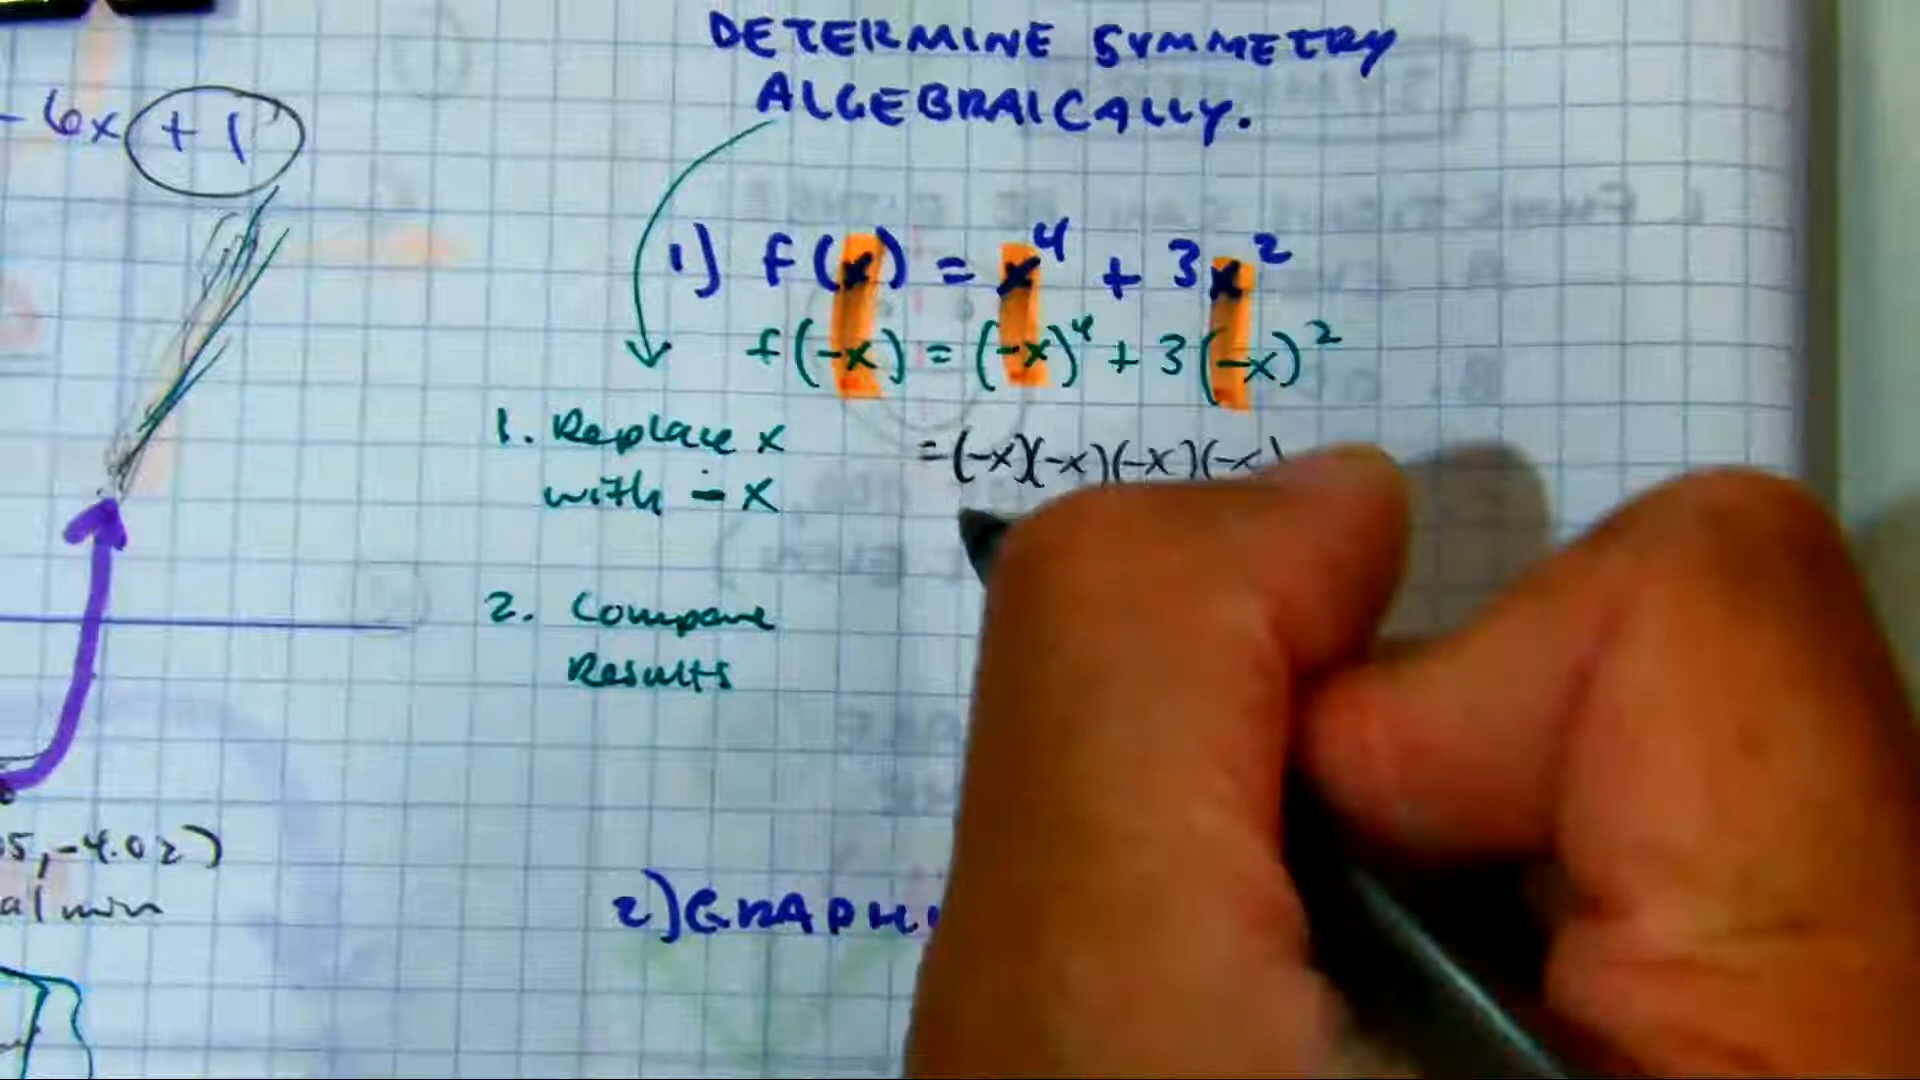 DETERMINE SYMMETRY
ALGEBRAICALLY.
- 6x + 1
1) f(x) = x⁴ + 3x²
f(-x) = (-x)⁴ + 3(-x)²
1. Replace x
with - x
= (-x)(-x)(-x)(-x)
2. Compare
Results
5,-4.02)
al min
2) GRAPHI